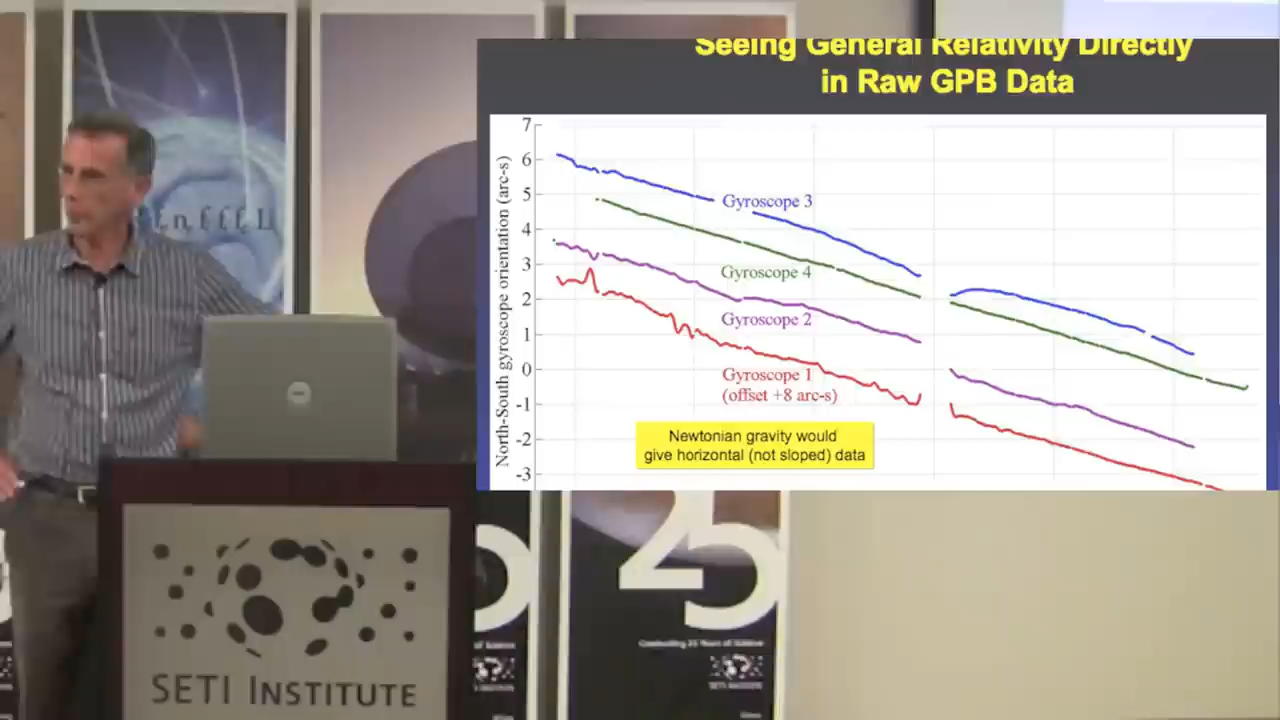 Seeing General Relativity Directly
in Raw GPB Data
North-South gyroscope orientation (arc-s)
7
6
5
4
3
2
1
0
-1
-2
-3
Gyroscope 3
Gyroscope 4
Gyroscope 2
Gyroscope 1
(offset +8 arc-s)
Newtonian gravity would
give horizontal (not sloped) data
25
SETI INSTITUTE